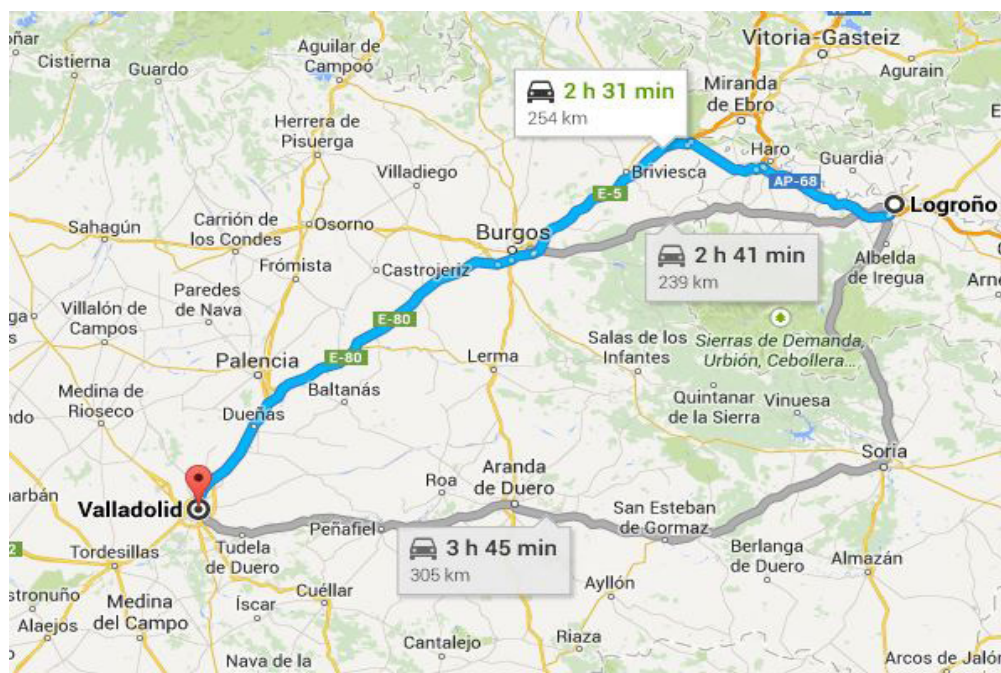 Cistierna
Guardo
Aguilar de
Campoó
Vitoria-Gasteiz
Agurain
2 h 31 min
254 km
Miranda
de Ebro
Herrera de
Pisuerga
Villadiego
Briviesca
Haro
Guardia
AP-68
E-5
Logroño
Sahagún
Carrión de
los Condes
Osorno
Burgos
Castrojeriz
Frómista
2 h 41 min
239 km
Albelda
de Iregua
Villalón de
Campos
Paredes
de Nava
E-80
E-80
Palencia
Lerma
Salas de los
Infantes
Sierras de Demanda,
Urbión, Cebollera...
Medina de
Rioseco
Baltanás
Dueñas
Quintanar
de la Sierra
Vinuesa
Soria
Roa
Aranda
de Duero
Valladolid
Peñafiel
San Esteban
de Gormaz
Tudela
de Duero
3 h 45 min
305 km
Tordesillas
Berlanga
de Duero
Almazán
Ayllón
Cuéllar
Íscar
Medina
del Campo
Alaejos
Cantalejo
Riaza
Nava de la
Arcos de Jalón